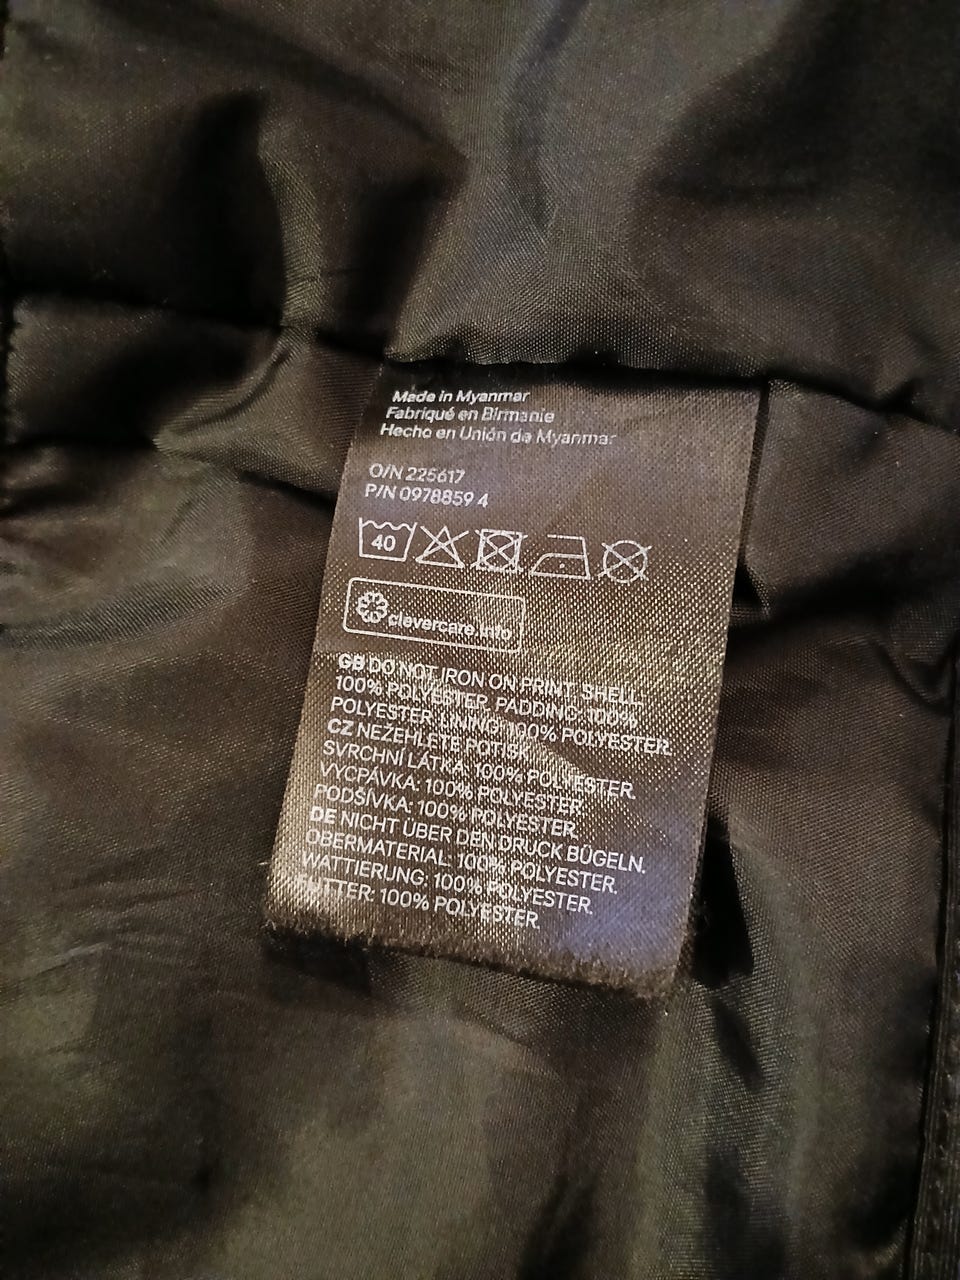 Made in Myanmar
Fabriqué en Birmanie
Hecho en Unión de Myanmar
O/N 225617
P/N 0978859 4
40
clevercare.info
GB DO NOT IRON ON PRINT. SHELL:
100% POLYESTER. PADDING: 100%
POLYESTER. LINING: 100% POLYESTER.
CZ NEŽEHLETE POTISK.
SVRCHNÍ LÁTKA: 100% POLYESTER.
VYCPÁVKA: 100% POLYESTER.
PODŠÍVKA: 100% POLYESTER.
DE NICHT ÜBER DEN DRUCK BÜGELN.
OBERMATERIAL: 100% POLYESTER.
WATTIERUNG: 100% POLYESTER.
FUTTER: 100% POLYESTER.